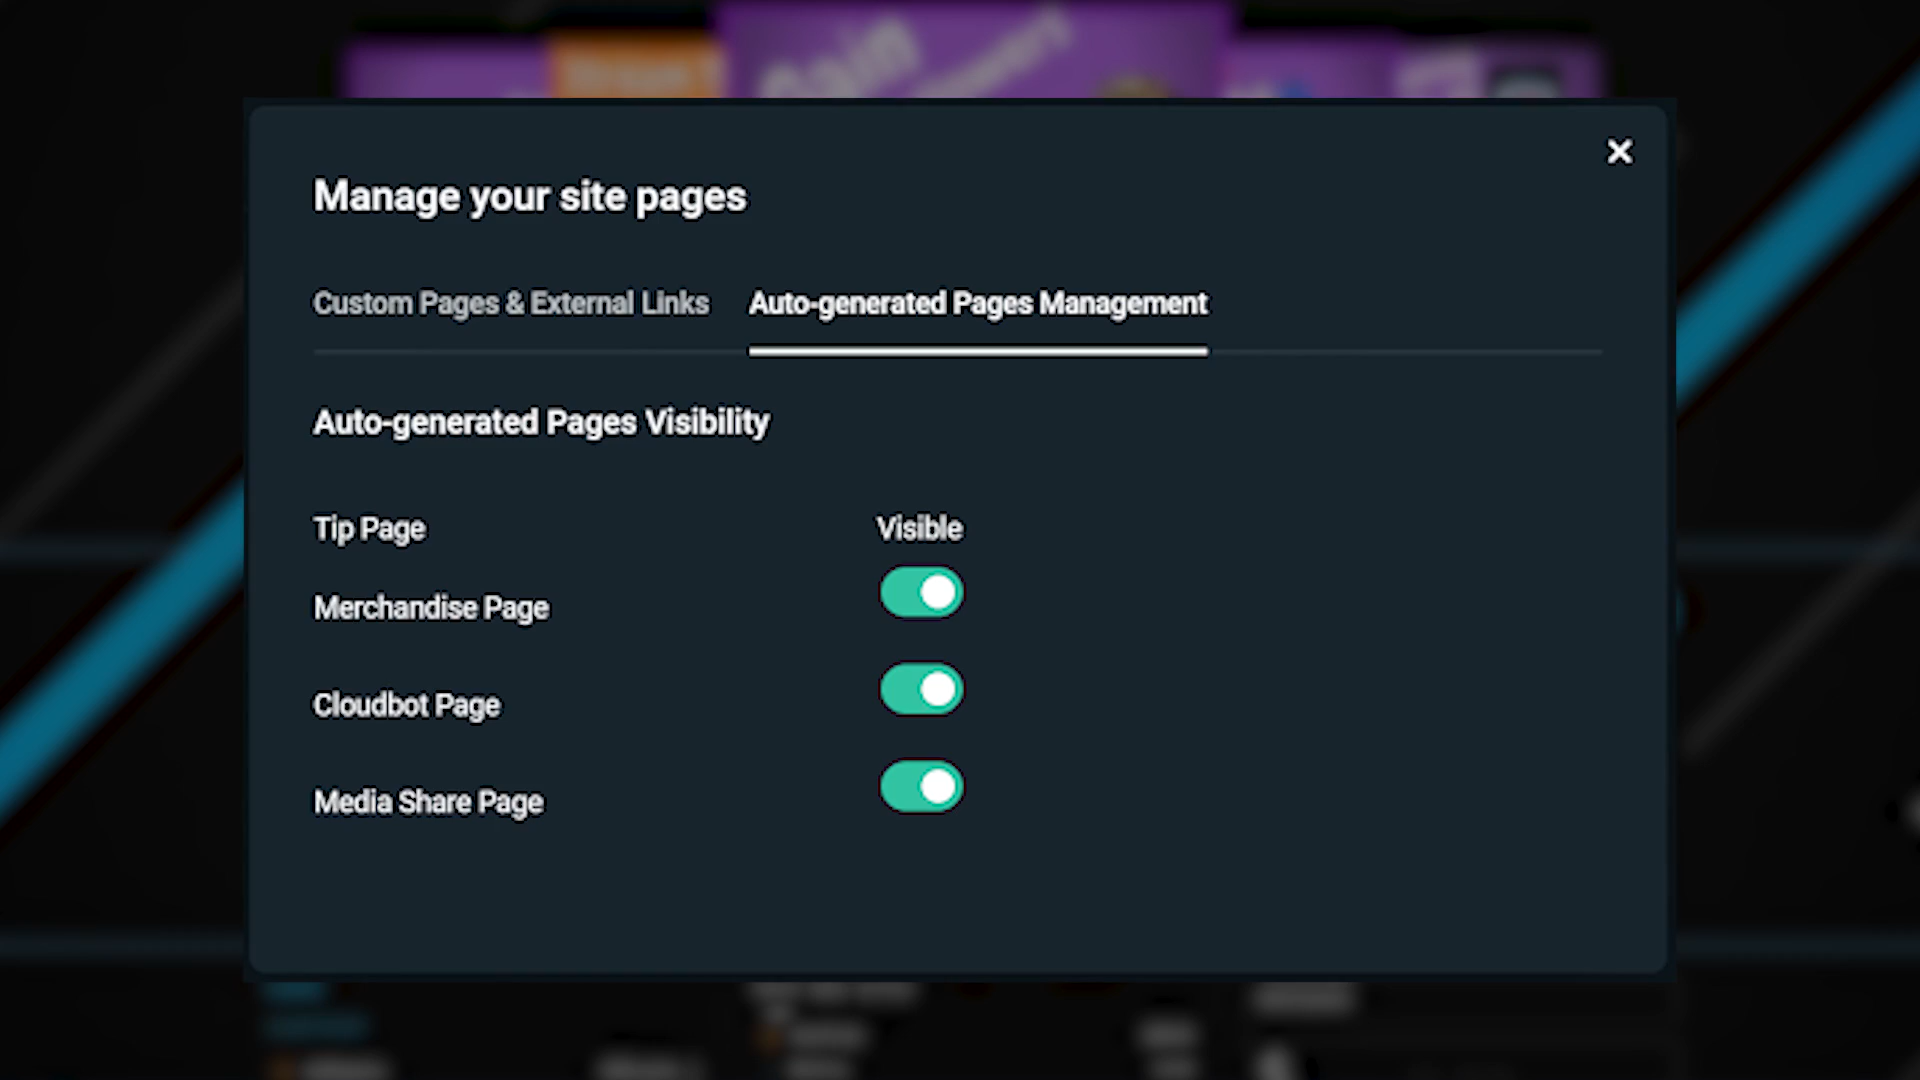 Gain
Manage your site pages
Custom Pages & External Links Auto-generated Pages Management
Auto-generated Pages Visibility
Tip Page Visible
Merchandise Page
Cloudbot Page
Media Share Page